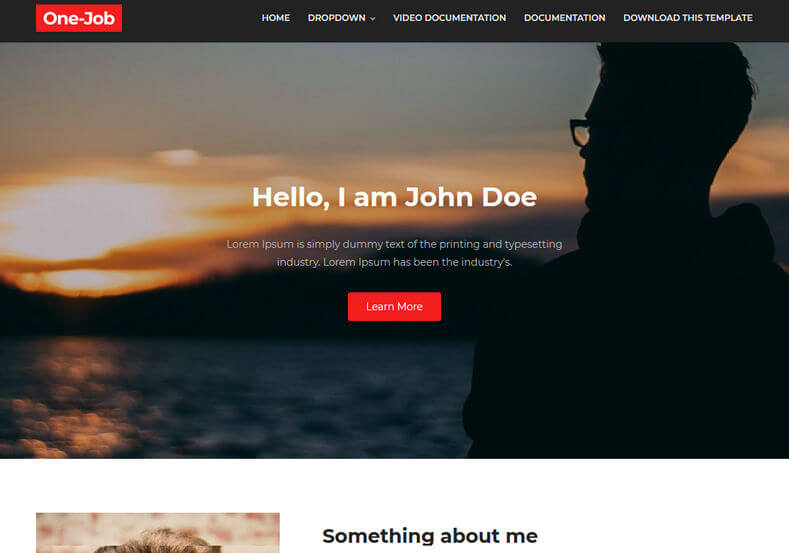 One-Job
HOME DROPDOWN VIDEO DOCUMENTATION DOCUMENTATION DOWNLOAD THIS TEMPLATE
Hello, I am John Doe
Lorem Ipsum is simply dummy text of the printing and typesetting
industry. Lorem Ipsum has been the industry's.
Learn More
Something about me